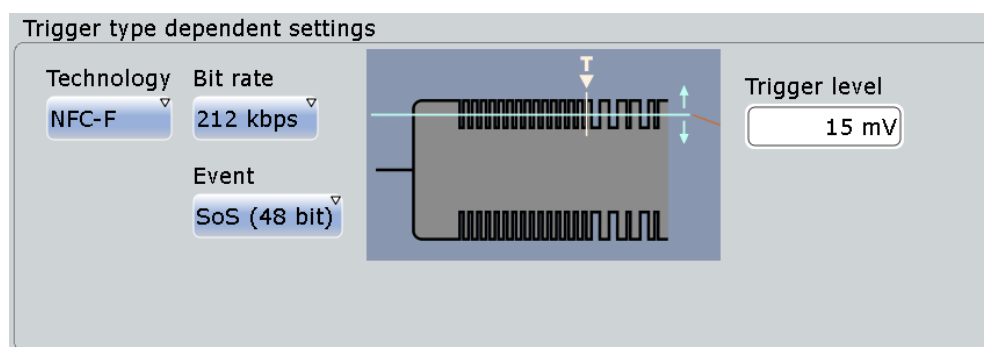 Trigger type dependent settings
Technology
Bit rate
NFC-F
212 kbps
T
Trigger level
15 mV
Event
SoS (48 bit)